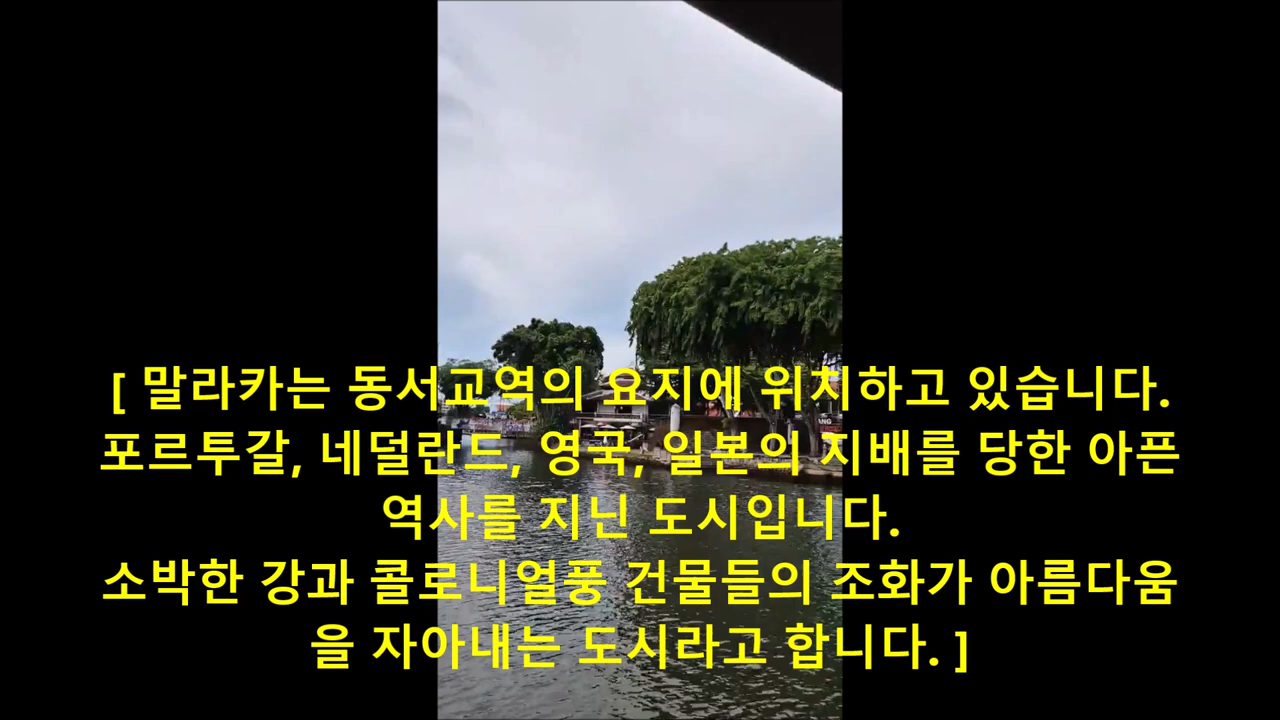 [ 말라카는 동서교역의 요지에 위치하고 있습니다.
포르투갈, 네덜란드, 영국, 일본의 지배를 당한 아픈
역사를 지닌 도시입니다.
소박한 강과 콜로니얼풍 건물들의 조화가 아름다움
을 자아내는 도시라고 합니다. ]